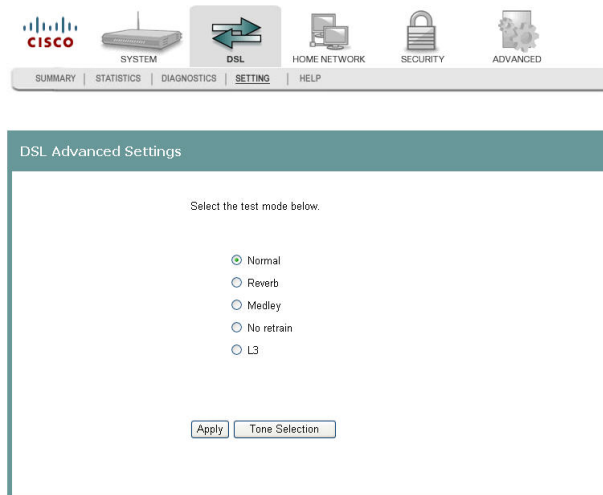 CISCO
SYSTEM DSL HOME NETWORK SECURITY ADVANCED
SUMMARY | STATISTICS | DIAGNOSTICS | SETTING | HELP
DSL Advanced Settings
Select the test mode below.
Normal
Reverb
Medley
No retrain
L3
Apply Tone Selection